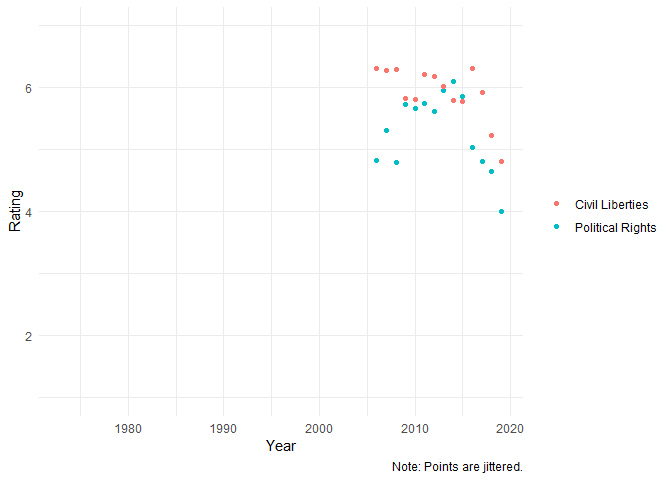 6
4
2
Rating
1980 1990 2000 2010 2020
Year
Civil Liberties
Political Rights
Note: Points are jittered.